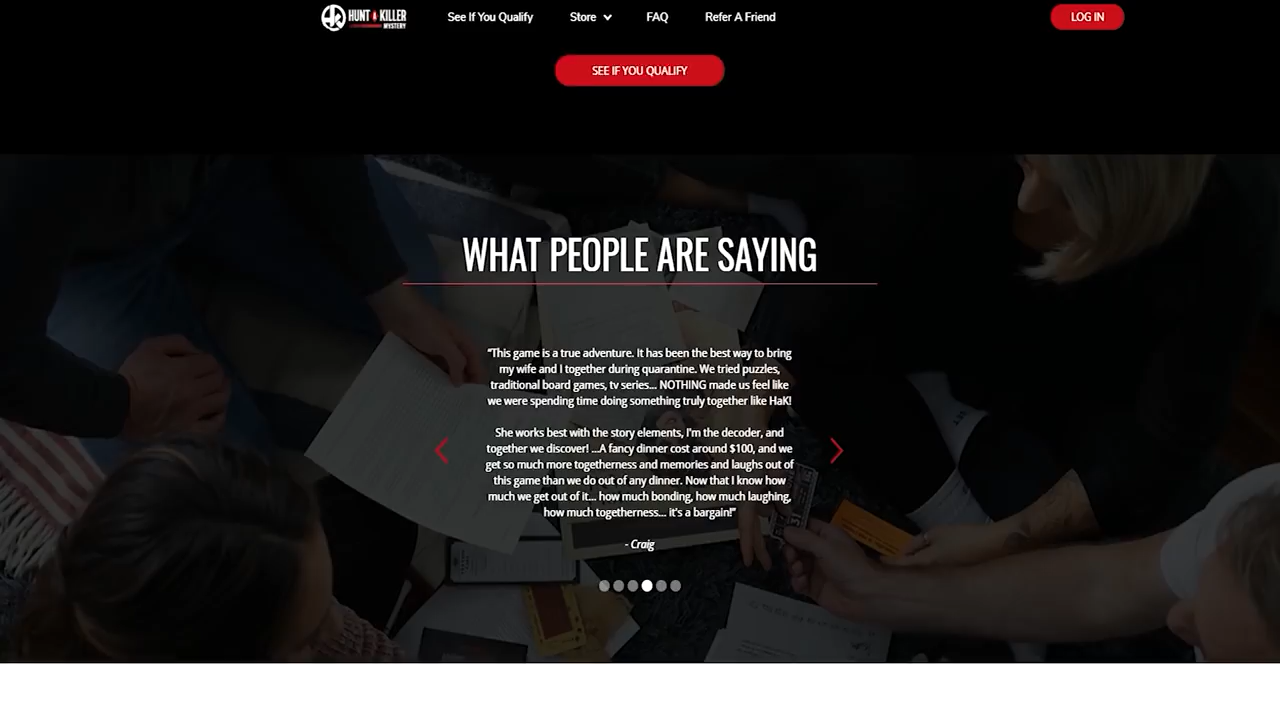 HUNT A KILLER
MYSTERY
See If You Qualify
Store
FAQ
Refer A Friend
LOG IN
SEE IF YOU QUALIFY
WHAT PEOPLE ARE SAYING
"This game is a true adventure. It has been the best way to bring
my wife and I together during quarantine. We tried puzzles,
traditional board games, tv series... NOTHING made us feel like
we were spending time doing something truly together like HaK!
She works best with the story elements, I'm the decoder, and
together we discover! ...A fancy dinner cost around $100, and we
get so much more togetherness and memories and laughs out of
this game than we do out of any dinner. Now that I know how
much we get out of it... how much bonding, how much laughing,
how much togetherness... it's a bargain!"
- Craig